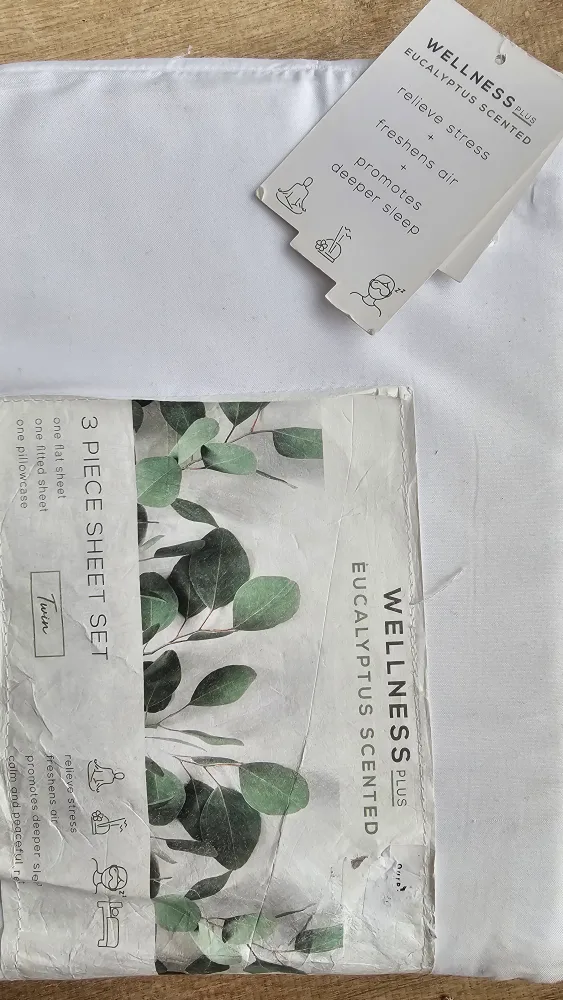 WELLNESS PLUS
EUCALYPTUS SCENTED
relieve stress
+
freshens air
+
promotes
deeper sleep
zz
WELLNESS PLUS
EUCALYPTUS SCENTED
3 PIECE SHEET SET
one flat sheet
one fitted sheet
one pillowcase
Twin
relieve stress
freshens air
promotes deeper
calm and peaceful